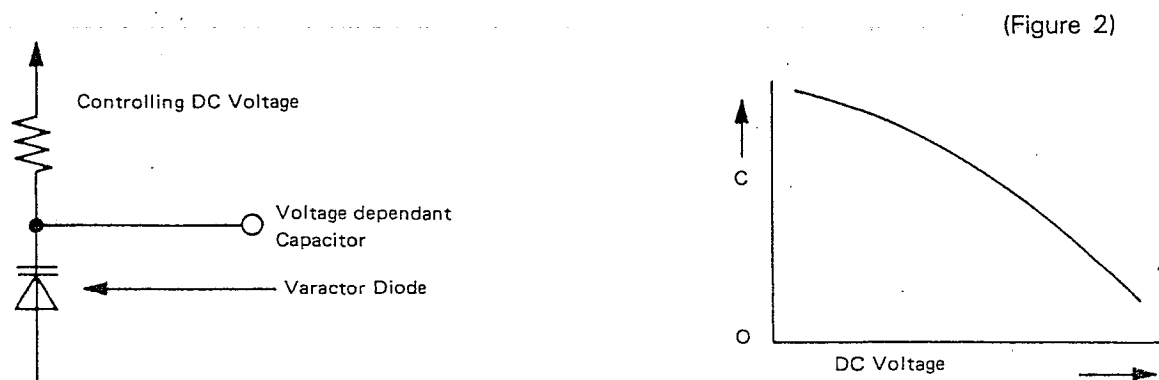 (Figure 2)
Controlling DC Voltage
Voltage dependant
Capacitor
Varactor Diode
C
O
DC Voltage